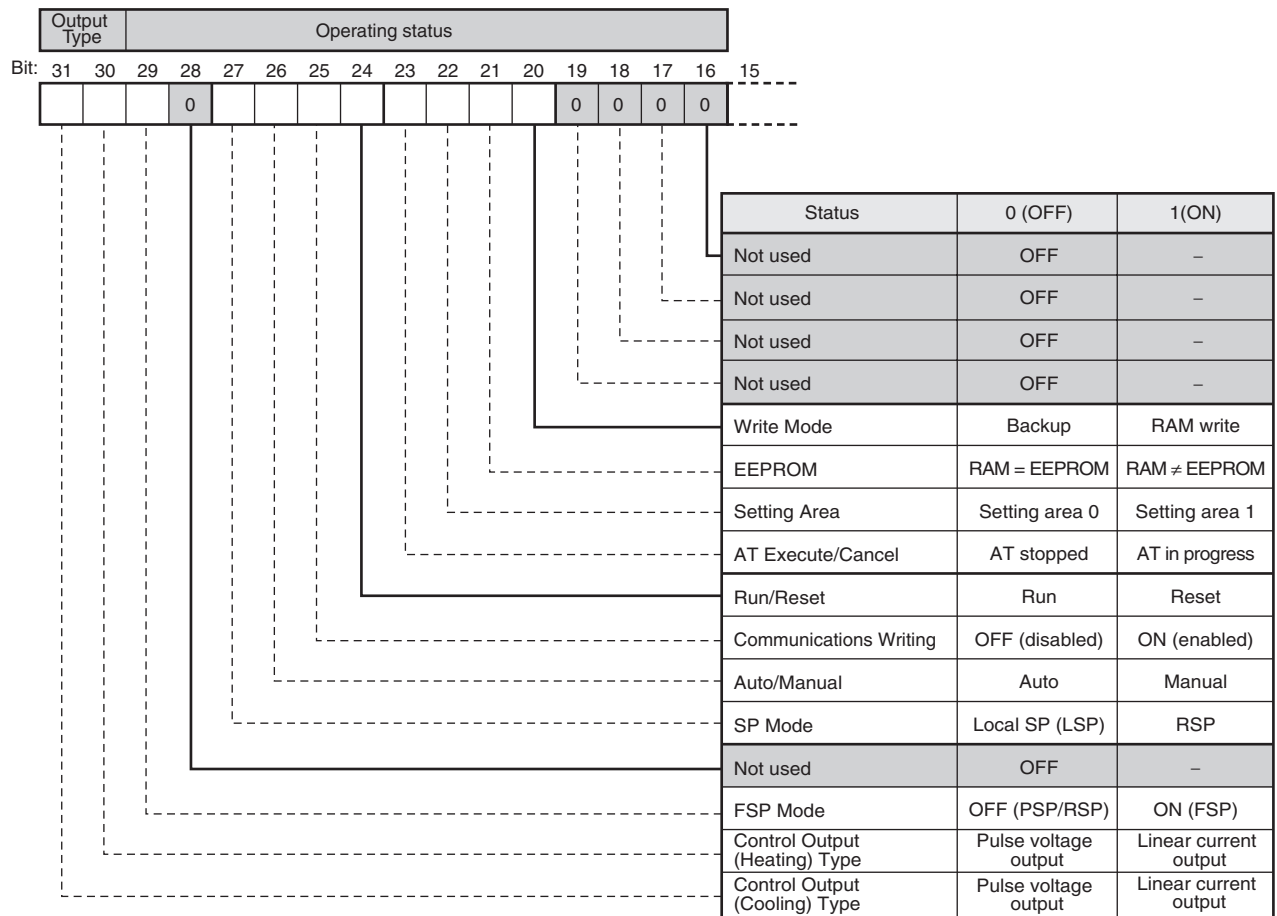 Output
Type
Operating status
Bit: 31 30 29 28 27 26 25 24 23 22 21 20 19 18 17 16 15
0 0 0 0 0
Status 0 (OFF) 1(ON)
Not used OFF –
Not used OFF –
Not used OFF –
Not used OFF –
Write Mode Backup RAM write
EEPROM RAM = EEPROM RAM ≠ EEPROM
Setting Area Setting area 0 Setting area 1
AT Execute/Cancel AT stopped AT in progress
Run/Reset Run Reset
Communications Writing OFF (disabled) ON (enabled)
Auto/Manual Auto Manual
SP Mode Local SP (LSP) RSP
Not used OFF –
FSP Mode OFF (PSP/RSP) ON (FSP)
Control Output Pulse voltage Linear current
(Heating) Type output output
Control Output Pulse voltage Linear current
(Cooling) Type output output